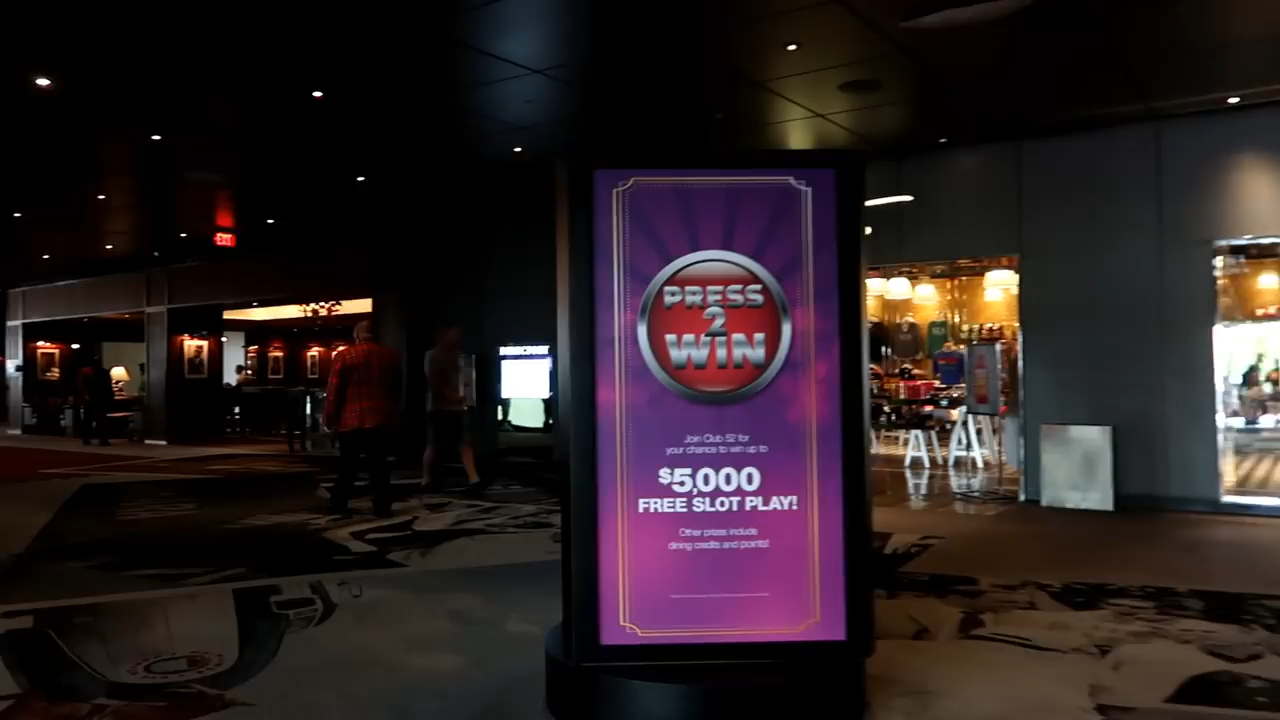 EXIT
PRESS
2
WIN
Join Club 52 for
your chance to win up to
$5,000
FREE SLOT PLAY!
Other prizes include
dining credits and points!